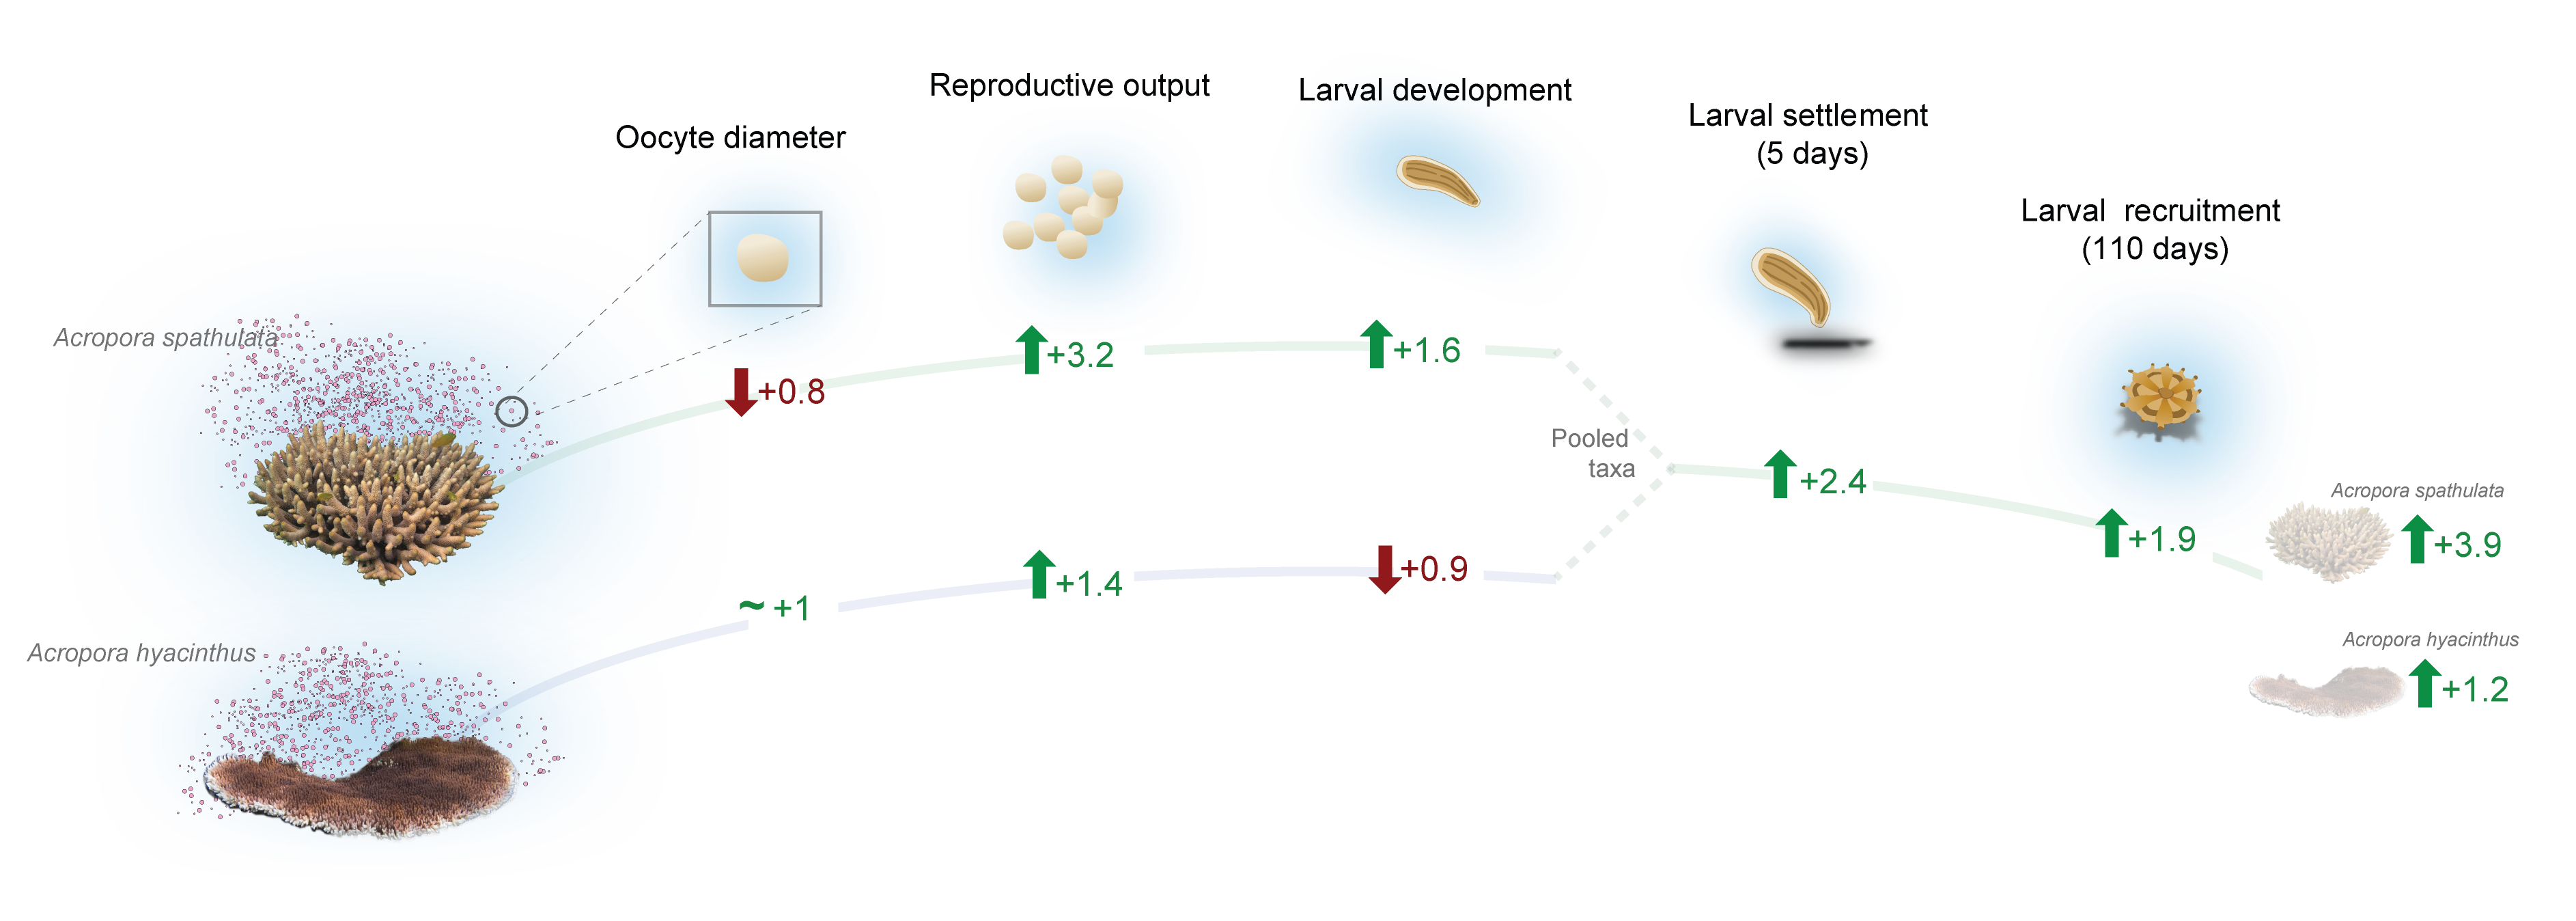 Reproductive output
Larval development
Larval settlement
(5 days)
Oocyte diameter
Larval recruitment
(110 days)
Acropora spathulata
+3.2
+1.6
+0.8
Pooled
taxa
+2.4
+1.9
Acropora spathulata
+3.9
+1.4
+0.9
~ +1
Acropora hyacinthus
Acropora hyacinthus
+1.2